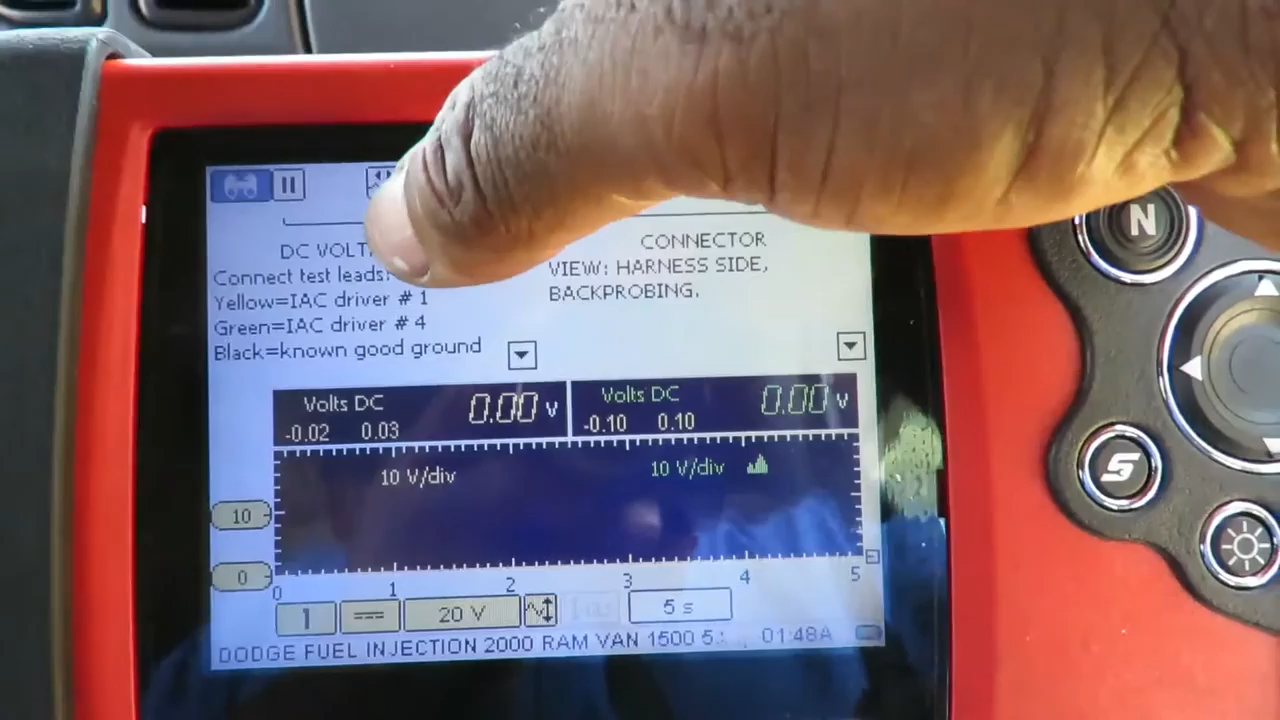 DC VOLT
Connect test leads:
Yellow=IAC driver # 1
Green=IAC driver # 4
Black=known good ground
CONNECTOR
VIEW: HARNESS SIDE,
BACKPROBING.
Volts DC 0.00 v
-0.02 0.03
Volts DC 0.00 v
-0.10 0.10
10 V/div 10 V/div
10
0
0 1 2 3 4 5
1 20 V 5 s
DODGE FUEL INJECTION 2000 RAM VAN 1500 5. 01:48A
N
S